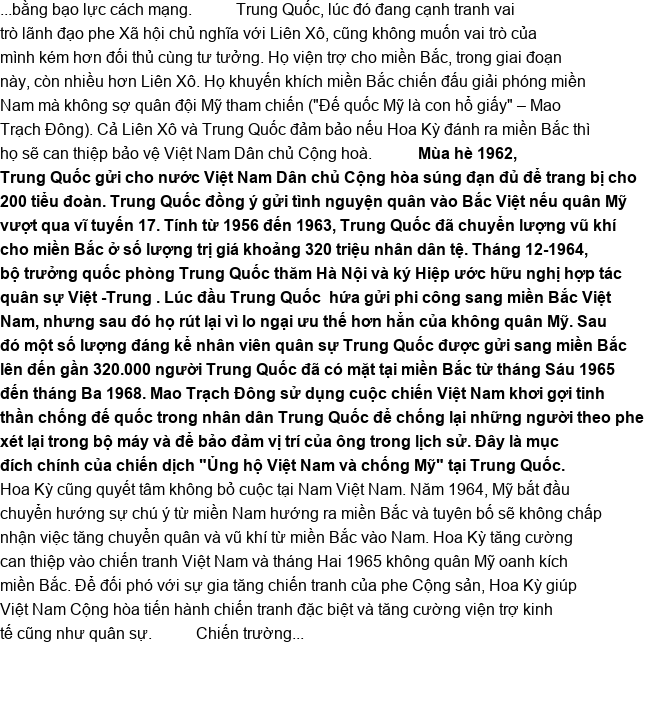 ...bằng bạo lực cách mạng. Trung Quốc, lúc đó đang cạnh tranh vai
trò lãnh đạo phe Xã hội chủ nghĩa với Liên Xô, cũng không muốn vai trò của
mình kém hơn đối thủ cùng tư tưởng. Họ viện trợ cho miền Bắc, trong giai đoạn
này, còn nhiều hơn Liên Xô. Họ khuyến khích miền Bắc chiến đấu giải phóng miền
Nam mà không sợ quân đội Mỹ tham chiến ("Đế quốc Mỹ là con hổ giấy" – Mao
Trạch Đông). Cả Liên Xô và Trung Quốc đảm bảo nếu Hoa Kỳ đánh ra miền Bắc thì
họ sẽ can thiệp bảo vệ Việt Nam Dân chủ Cộng hoà. Mùa hè 1962,
Trung Quốc gửi cho nước Việt Nam Dân chủ Cộng hòa súng đạn đủ để trang bị cho
200 tiểu đoàn. Trung Quốc đồng ý gửi tình nguyện quân vào Bắc Việt nếu quân Mỹ
vượt qua vĩ tuyến 17. Tính từ 1956 đến 1963, Trung Quốc đã chuyển lượng vũ khí
cho miền Bắc ở số lượng trị giá khoảng 320 triệu nhân dân tệ. Tháng 12-1964,
bộ trưởng quốc phòng Trung Quốc thăm Hà Nội và ký Hiệp ước hữu nghị hợp tác
quân sự Việt -Trung . Lúc đầu Trung Quốc hứa gửi phi công sang miền Bắc Việt
Nam, nhưng sau đó họ rút lại vì lo ngại ưu thế hơn hẳn của không quân Mỹ. Sau
đó một số lượng đáng kể nhân viên quân sự Trung Quốc được gửi sang miền Bắc
lên đến gần 320.000 người Trung Quốc đã có mặt tại miền Bắc từ tháng Sáu 1965
đến tháng Ba 1968. Mao Trạch Đông sử dụng cuộc chiến Việt Nam khơi gợi tinh
thần chống đế quốc trong nhân dân Trung Quốc để chống lại những người theo phe
xét lại trong bộ máy và để bảo đảm vị trí của ông trong lịch sử. Đây là mục
đích chính của chiến dịch "Ủng hộ Việt Nam và chống Mỹ" tại Trung Quốc.
Hoa Kỳ cũng quyết tâm không bỏ cuộc tại Nam Việt Nam. Năm 1964, Mỹ bắt đầu
chuyển hướng sự chú ý từ miền Nam hướng ra miền Bắc và tuyên bố sẽ không chấp
nhận việc tăng chuyển quân và vũ khí từ miền Bắc vào Nam. Hoa Kỳ tăng cường
can thiệp vào chiến tranh Việt Nam và tháng Hai 1965 không quân Mỹ oanh kích
miền Bắc. Để đối phó với sự gia tăng chiến tranh của phe Cộng sản, Hoa Kỳ giúp
Việt Nam Cộng hòa tiến hành chiến tranh đặc biệt và tăng cường viện trợ kinh
tế cũng như quân sự. Chiến trường...